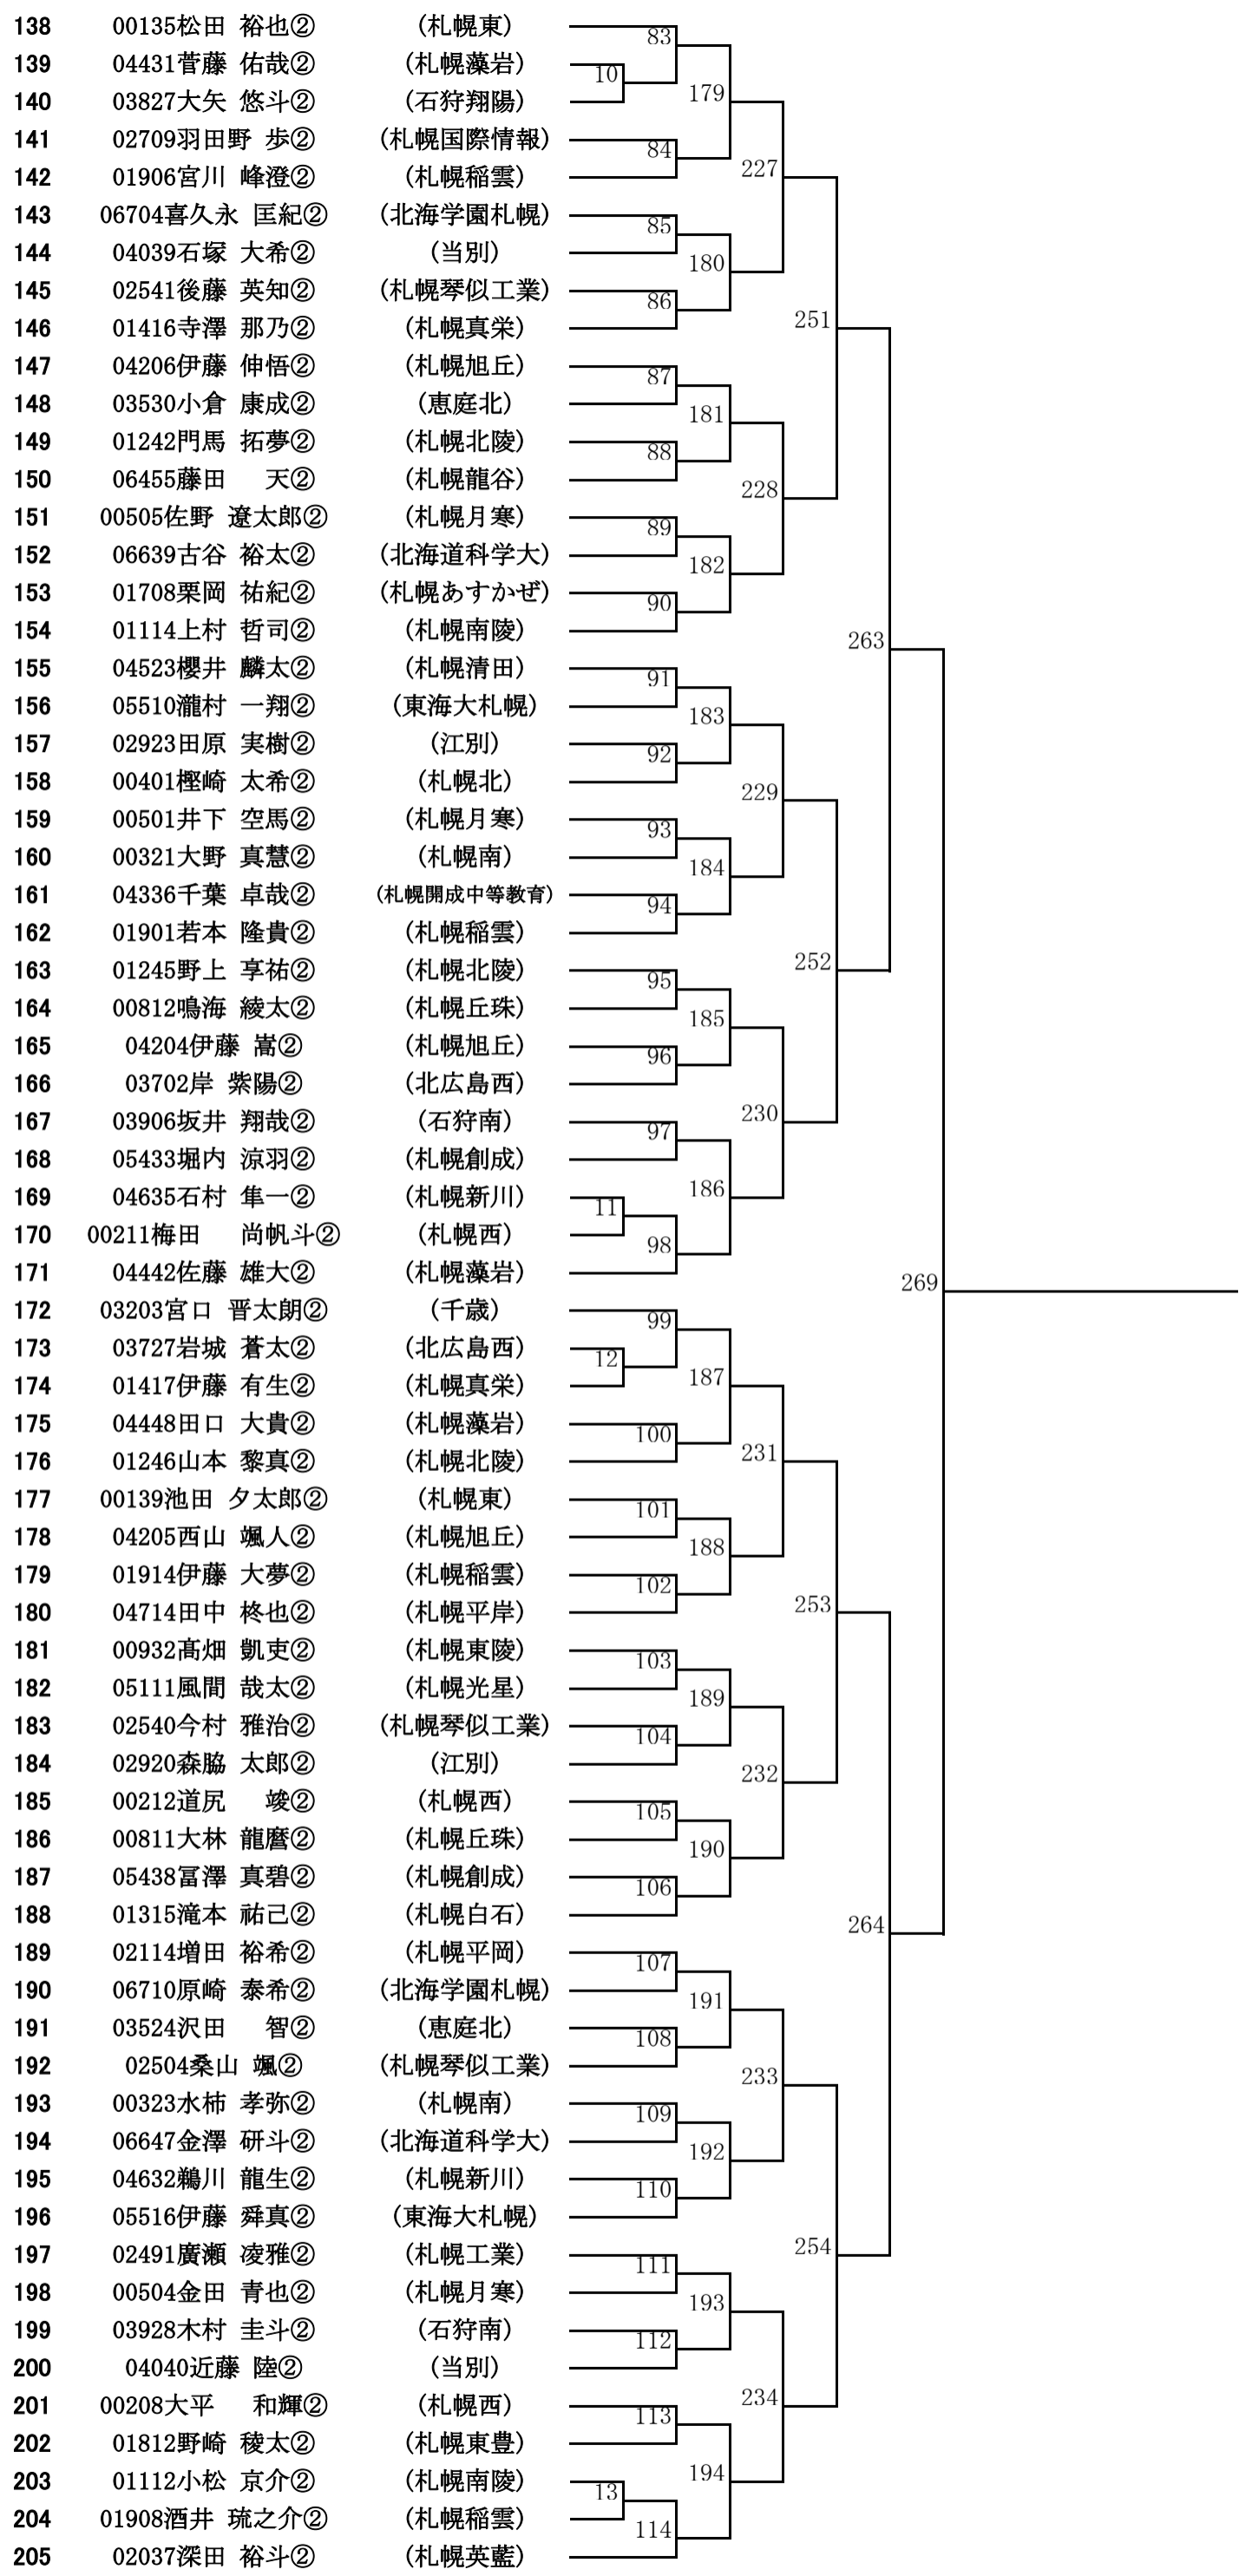 138 00135松田 裕也② (札幌東)
83
139 04431菅藤 佑哉② (札幌藻岩)
10
140 03827大矢 悠斗② (石狩翔陽) 179
141 02709羽田野 歩② (札幌国際情報)
84
142 01906宮川 峰澄② (札幌稲雲) 227
143 06704喜久永 匡紀② (北海学園札幌)
85
144 04039石塚 大希② (当別) 180
145 02541後藤 英知② (札幌琴似工業)
86
146 01416寺澤 那乃② (札幌真栄) 251
147 04206伊藤 伸悟② (札幌旭丘)
87
148 03530小倉 康成② (恵庭北) 181
149 01242門馬 拓夢② (札幌北陵)
88
150 06455藤田 天② (札幌龍谷) 228
151 00505佐野 遼太郎② (札幌月寒)
89
152 06639古谷 裕太② (北海道科学大) 182
153 01708栗岡 祐紀② (札幌あすかぜ)
90
154 01114上村 哲司② (札幌南陵) 263
155 04523櫻井 麟太② (札幌清田)
91
156 05510瀧村 一翔② (東海大札幌) 183
157 02923田原 実樹② (江別)
92
158 00401樫崎 太希② (札幌北) 229
159 00501井下 空馬② (札幌月寒)
93
160 00321大野 真慧② (札幌南) 184
161 04336千葉 卓哉② (札幌開成中等教育)
94
162 01901若本 隆貴② (札幌稲雲)
163 01245野上 享祐② (札幌北陵) 252
95
164 00812鳴海 綾太② (札幌丘珠) 185
165 04204伊藤 嵩② (札幌旭丘)
96
166 03702岸 紫陽② (北広島西)
167 03906坂井 翔哉② (石狩南) 230
97
168 05433堀内 涼羽② (札幌創成)
169 04635石村 隼一② (札幌新川) 186
11
170 00211梅田 尚帆斗② (札幌西)
98
171 04442佐藤 雄大② (札幌藻岩) 269
172 03203宮口 晋太朗② (千歳)
99
173 03727岩城 蒼太② (北広島西)
12
174 01417伊藤 有生② (札幌真栄) 187
175 04448田口 大貴② (札幌藻岩)
100
176 01246山本 黎真② (札幌北陵) 231
177 00139池田 夕太郎② (札幌東)
101
178 04205西山 颯人② (札幌旭丘) 188
179 01914伊藤 大夢② (札幌稲雲)
102
180 04714田中 柊也② (札幌平岸) 253
181 00932髙畑 凱吏② (札幌東陵)
103
182 05111風間 哉太② (札幌光星) 189
183 02540今村 雅治② (札幌琴似工業)
104
184 02920森脇 太郎② (江別) 232
185 00212道尻 竣② (札幌西)
105
186 00811大林 龍麿② (札幌丘珠) 190
187 05438冨澤 真碧② (札幌創成)
106
188 01315滝本 祐己② (札幌白石) 264
189 02114増田 裕希② (札幌平岡)
107
190 06710原崎 泰希② (北海学園札幌) 191
191 03524沢田 智② (恵庭北)
108
192 02504桑山 颯② (札幌琴似工業) 233
193 00323水柿 孝弥② (札幌南)
109
194 06647金澤 研斗② (北海道科学大) 192
195 04632鵜川 龍生② (札幌新川)
110
196 05516伊藤 舜真② (東海大札幌)
197 02491廣瀬 凌雅② (札幌工業) 254
111
198 00504金田 青也② (札幌月寒) 193
199 03928木村 圭斗② (石狩南)
112
200 04040近藤 陸② (当別)
201 00208大平 和輝② (札幌西) 234
113
202 01812野崎 稜太② (札幌東豊)
203 01112小松 京介② (札幌南陵) 194
13
204 01908酒井 琉之介② (札幌稲雲)
114
205 02037深田 裕斗② (札幌英藍)